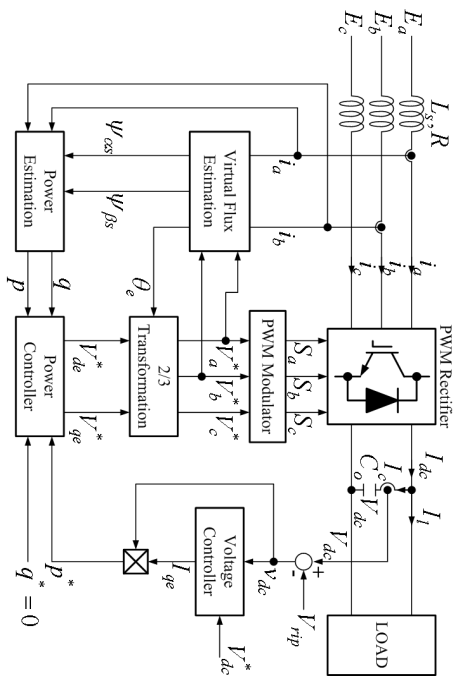 E_a
E_b
E_c
L_s, R
i_a
i_b
i_c
PWM Rectifier
I_dc
I_l
I_c
C_o
V_dc
LOAD
i_a
i_b
S_a
S_b
S_c
V_dc
+
-
V_rip
Virtual Flux
Estimation
PWM Modulator
V_a^*
V_b^*
V_c^*
v_dc
Voltage
Controller
V_dc^*
ψ_αs
ψ_βs
θ_e
2/3
Transformation
I_qe
V_de^*
V_qe^*
Power
Estimation
q
p
Power
Controller
p^*
q^* = 0